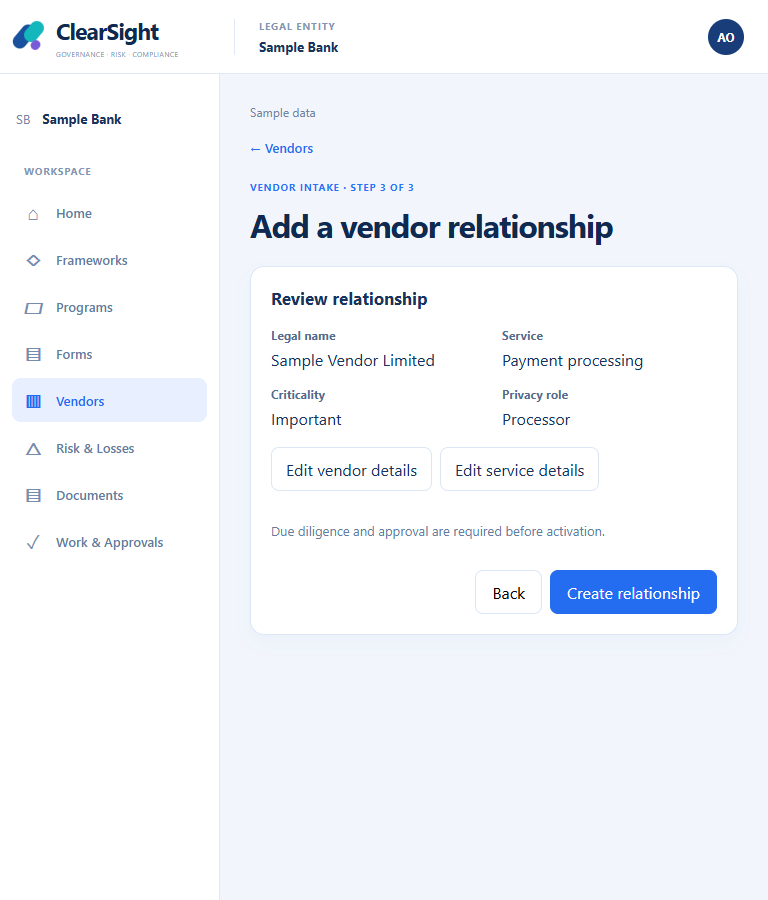 ClearSight
GOVERNANCE · RISK · COMPLIANCE
LEGAL ENTITY
Sample Bank
AO
SB Sample Bank
WORKSPACE
Home
Frameworks
Programs
Forms
Vendors
Risk & Losses
Documents
Work & Approvals
Sample data
← Vendors
VENDOR INTAKE · STEP 3 OF 3
Add a vendor relationship
Review relationship
Legal name
Sample Vendor Limited
Service
Payment processing
Criticality
Important
Privacy role
Processor
Edit vendor details
Edit service details
Due diligence and approval are required before activation.
Back
Create relationship